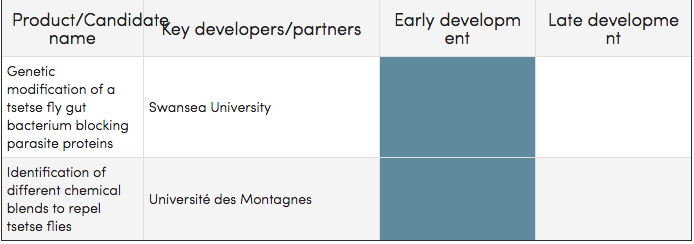 Product/Candidate
name
Key developers/partners
Early developm
ent
Late developme
nt
Genetic
modification of a
tsetse fly gut
bacterium blocking
parasite proteins
Swansea University
Identification of
different chemical
blends to repel
tsetse flies
Université des Montagnes